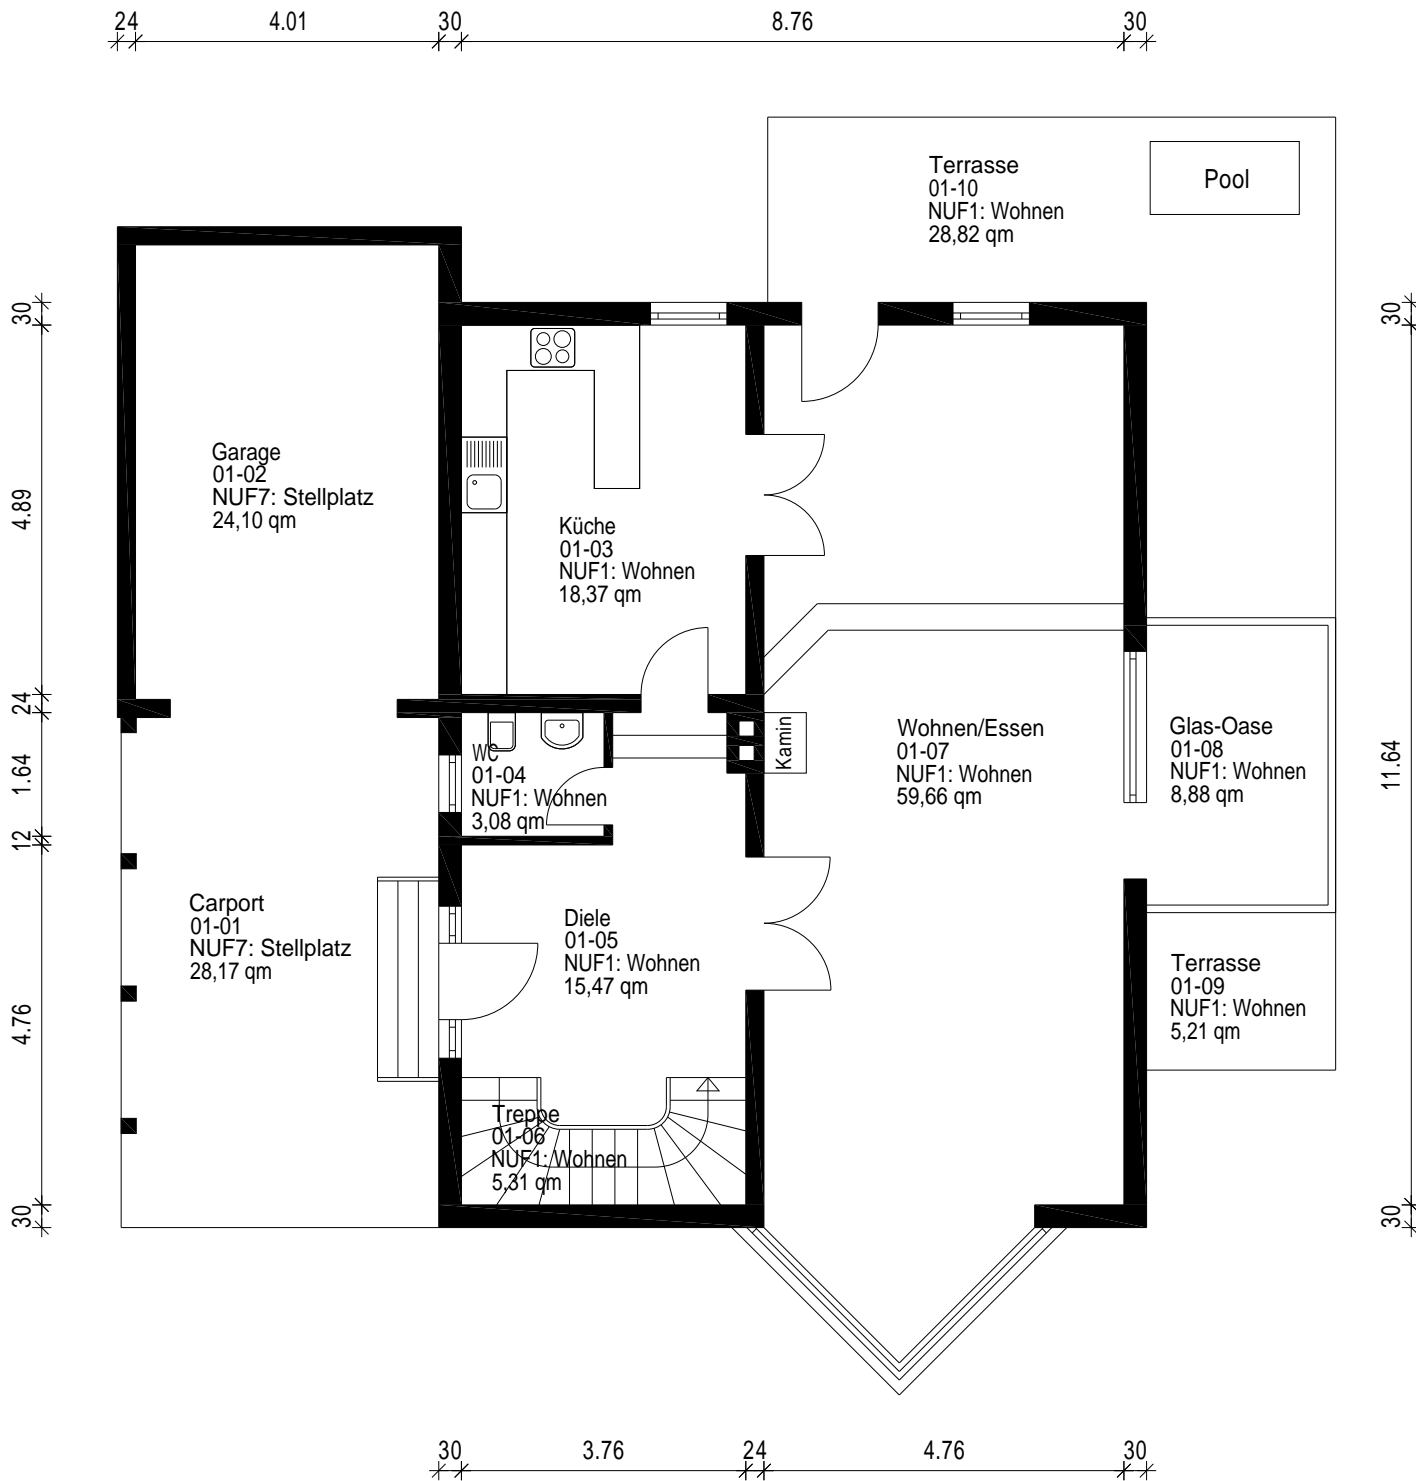 24
4.01
30
8.76
30
Terrasse
01-10
NUF1: Wohnen
28,82 qm
Pool
30
4.89
24
1.64
12
4.76
30
Garage
01-02
NUF7: Stellplatz
24,10 qm
Küche
01-03
NUF1: Wohnen
18,37 qm
WC
01-04
NUF1: Wohnen
3,08 qm
Kamin
Wohnen/Essen
01-07
NUF1: Wohnen
59,66 qm
Glas-Oase
01-08
NUF1: Wohnen
8,88 qm
Carport
01-01
NUF7: Stellplatz
28,17 qm
Diele
01-05
NUF1: Wohnen
15,47 qm
Terrasse
01-09
NUF1: Wohnen
5,21 qm
Treppe
01-06
NUF1: Wohnen
5,31 qm
30
11.64
30
30
3.76
24
4.76
30